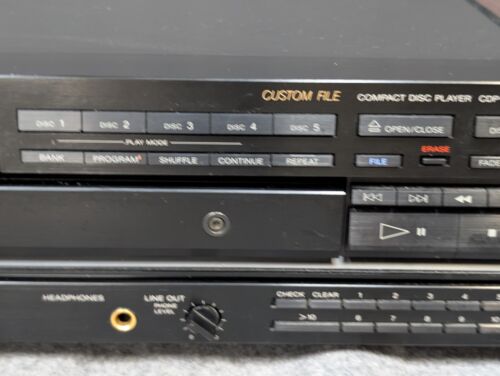 CUSTOM FILE COMPACT DISC PLAYER
DISC 1 DISC 2 DISC 3 DISC 4 DISC 5 OPEN/CLOSE
PLAY MODE ERASE
BANK PROGRAM SHUFFLE CONTINUE REPEAT FILE
HEADPHONES LINE OUT CHECK CLEAR 1 2 3 4
PHONE
LEVEL
>10 6 7 8 9 10